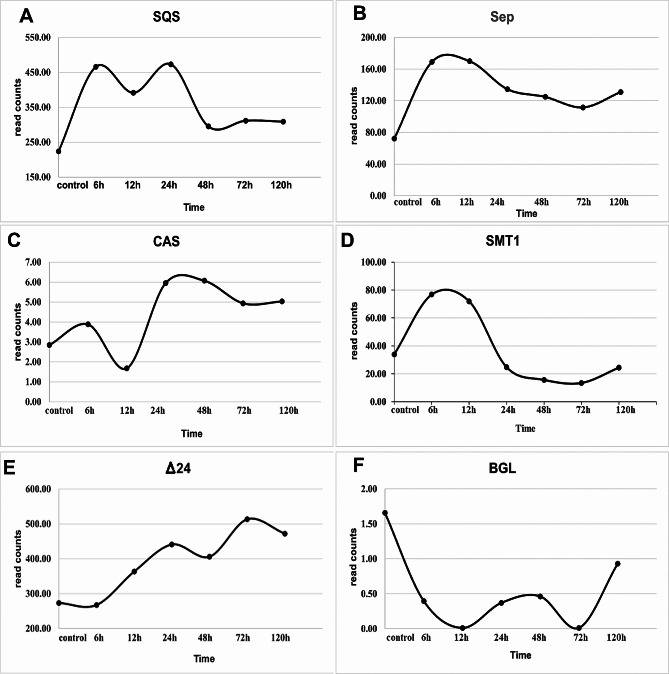 A
SQS
550.00
450.00
350.00
250.00
150.00
read counts
control 6h 12h 24h 48h 72h 120h
Time
B
Sep
200.00
160.00
120.00
80.00
40.00
0.00
read counts
control 6h 12h 24h 48h 72h 120h
Time
C
CAS
7.00
6.00
5.00
4.00
3.00
2.00
1.00
0.00
read counts
control 6h 12h 24h 48h 72h 120h
Time
D
SMT1
100.00
80.00
60.00
40.00
20.00
0.00
read counts
control 6h 12h 24h 48h 72h 120h
Time
E
Δ24
600.00
500.00
400.00
300.00
200.00
read counts
control 6h 12h 24h 48h 72h 120h
Time
F
BGL
2.00
1.50
1.00
0.50
0.00
read counts
control 6h 12h 24h 48h 72h 120h
Time